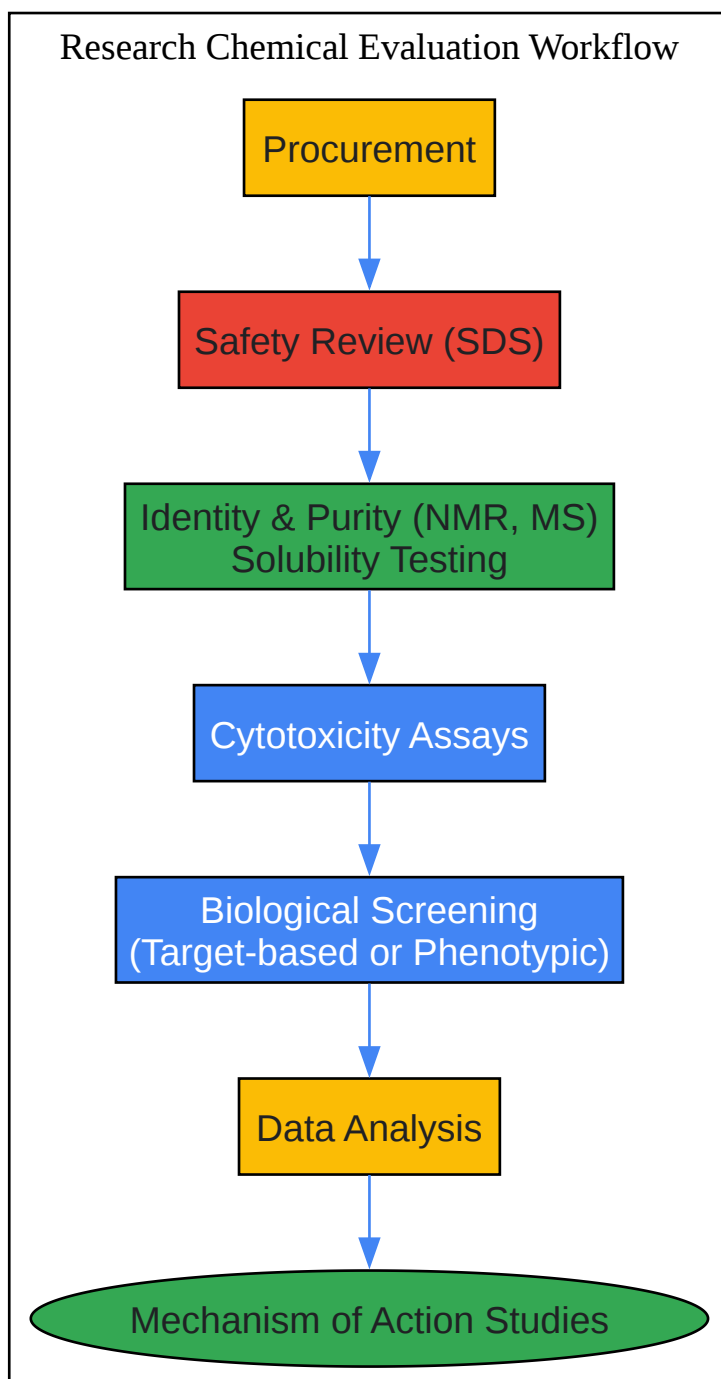 Research Chemical Evaluation Workflow
Procurement
Safety Review (SDS)
Identity & Purity (NMR, MS)
Solubility Testing
Cytotoxicity Assays
Biological Screening
(Target-based or Phenotypic)
Data Analysis
Mechanism of Action Studies